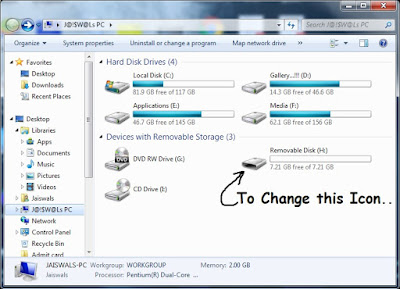 J@!SW@Ls PC
Search J@!SW@Ls PC
Organize
System properties
Uninstall or change a program
Map network drive
»
Favorites
Desktop
Downloads
Recent Places
Desktop
Libraries
Apps
Documents
Music
Pictures
Videos
Jaiswals
J@!SW@Ls PC
Network
Control Panel
Recycle Bin
Admit card
Hard Disk Drives (4)
Local Disk (C:)
81.9 GB free of 117 GB
Gallery...!!! (D:)
14.3 GB free of 46.6 GB
Applications (E:)
46.7 GB free of 145 GB
Media (F:)
62.1 GB free of 156 GB
Devices with Removable Storage (3)
DVD RW Drive (G:)
Removable Disk (H:)
7.21 GB free of 7.21 GB
CD Drive (I:)
To Change this Icon..
JAISWALS-PC Workgroup: WORKGROUP Memory: 2.00 GB
Processor: Pentium(R) Dual-Core ...